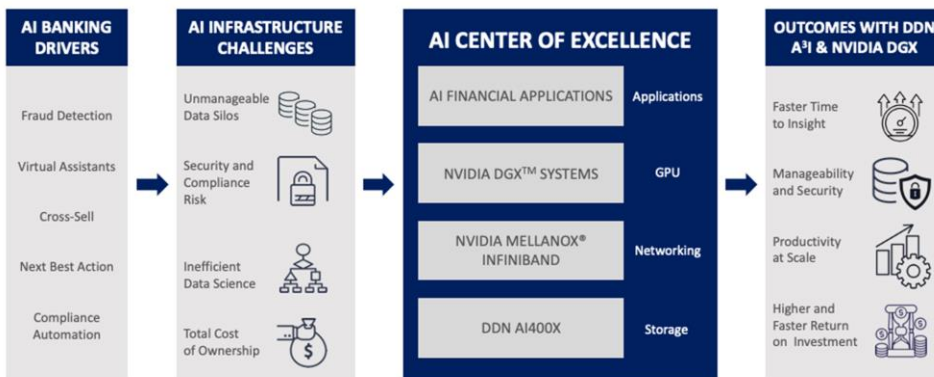 AI BANKING
DRIVERS
Fraud Detection
Virtual Assistants
Cross-Sell
Next Best Action
Compliance
Automation
AI INFRASTRUCTURE
CHALLENGES
Unmanageable
Data Silos
Security and
Compliance
Risk
Inefficient
Data Science
Total Cost
of Ownership
$
AI CENTER OF EXCELLENCE
AI FINANCIAL APPLICATIONS
Applications
NVIDIA DGX™ SYSTEMS
GPU
NVIDIA MELLANOX®
INFINIBAND
Networking
DDN AI400X
Storage
OUTCOMES WITH DDN
A³I & NVIDIA DGX
Faster Time
to Insight
Manageability
and Security
Productivity
at Scale
Higher and
Faster Return
on Investment